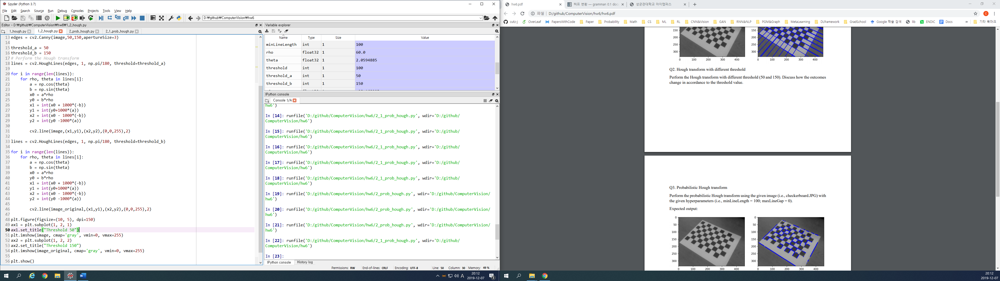 Spyder (Python 3.7)
File Edit Search Source Run Debug Consoles Projects Tools View Help
D:₩github₩ComputerVision₩hw6
Editor - D:₩github₩ComputerVision₩hw6₩1_2_hough.py
1_hough.py 1_2_hough.py 2_prob_hough.py 2_1_prob_hough.py
13 edges = cv2.Canny(image,50,150,apertureSize=3)
14
15 threshold_a = 50
16 threshold_b = 150
17 # Perform the Hough transform
18 lines = cv2.HoughLines(edges, 1, np.pi/180, threshold=threshold_a)
19
20 for i in range(len(lines)):
21 for rho, theta in lines[i]:
22 a = np.cos(theta)
23 b = np.sin(theta)
24 x0 = a*rho
25 y0 = b*rho
26 x1 = int(x0 + 1000*(-b))
27 y1 = int(y0+1000*(a))
28 x2 = int(x0 - 1000*(-b))
29 y2 = int(y0 -1000*(a))
30
31 cv2.line(image,(x1,y1),(x2,y2),(0,0,255),2)
32
33 lines = cv2.HoughLines(edges, 1, np.pi/180, threshold=threshold_b)
34
35 for i in range(len(lines)):
36 for rho, theta in lines[i]:
37 a = np.cos(theta)
38 b = np.sin(theta)
39 x0 = a*rho
40 y0 = b*rho
41 x1 = int(x0 + 1000*(-b))
42 y1 = int(y0+1000*(a))
43 x2 = int(x0 - 1000*(-b))
44 y2 = int(y0 -1000*(a))
45
46 cv2.line(image_original,(x1,y1),(x2,y2),(0,0,255),2)
47
48 plt.figure(figsize=(10, 5), dpi=150)
49 ax1 = plt.subplot(1, 2, 1)
50 ax1.set_title("Threshold 50")
51 plt.imshow(image, cmap='gray', vmin=0, vmax=255)
52 ax2 = plt.subplot(1, 2, 2)
53 ax2.set_title("Threshold 150")
54 plt.imshow(image_original, cmap='gray', vmin=0, vmax=255)
55
56 plt.show()
Variable explorer
Name Type Size Value
minLineLength int 1 100
rho float32 1 60.0
theta float32 1 2.0594885
threshold int 1 100
threshold_a int 1 50
threshold_b int 1 150
IPython console
Console 1/A
hw6')
In [14]: runfile('D:/github/ComputerVision/hw6/2_1_prob_hough.py', wdir='D:/github/
ComputerVision/hw6')
In [15]: runfile('D:/github/ComputerVision/hw6/2_1_prob_hough.py', wdir='D:/github/
ComputerVision/hw6')
In [16]: runfile('D:/github/ComputerVision/hw6/2_1_prob_hough.py', wdir='D:/github/
ComputerVision/hw6')
In [17]: runfile('D:/github/ComputerVision/hw6/2_1_prob_hough.py', wdir='D:/github/
ComputerVision/hw6')
In [18]: runfile('D:/github/ComputerVision/hw6/2_1_prob_hough.py', wdir='D:/github/
ComputerVision/hw6')
In [19]: runfile('D:/github/ComputerVision/hw6/2_prob_hough.py', wdir='D:/github/ComputerVision/
hw6')
In [20]: runfile('D:/github/ComputerVision/hw6/2_prob_hough.py', wdir='D:/github/ComputerVision/
hw6')
In [21]: runfile('D:/github/ComputerVision/hw6/2_prob_hough.py', wdir='D:/github/ComputerVision/
hw6')
In [22]: runfile('D:/github/ComputerVision/hw6/2_1_prob_hough.py', wdir='D:/github/
ComputerVision/hw6')
In [23]:
IPython console History log
Permissions: RW End-of-lines: CRLF Encoding: UTF-8 Line: 50 Column: 30 Memory: 49 %
A 20:12
2019-12-07
3
hw6.pdf 허프 변환 — gramman 0.1 doc 성균관대학교 아이캠퍼스
파일 D:/github/ComputerVision/hw6/hw6.pdf
C
cutz-j OverLeaf PapersWithCode Paper Probability Math CS ML RL CNN&Vision GAN RNN&NLP PGM&Graph MetaLearning DLframework GradSchool Google 학술 검색 lib ENDIC Docs » 기타 북마크
150 150
200 200
250 250
300 300
0 100 200 300 400 0 100 200 300 400
Q2. Hough transform with different threshold
Perform the Hough transform with different threshold (50 and 150). Discuss how the outcomes
change in accordance to the threshold value.
Q3. Probabilistic Hough transform
Perform the probabilistic Hough transform using the given image (i.e., checkerboard.JPG) with
the given hyperparameters (i.e., minLineLength = 100; maxLineGap = 0).
Expected output:
0 0
50 50
100 100
150 150
200 200
250 250
300 300
0 100 200 300 400 0 100 200 300 400
20:12
2019-12-07